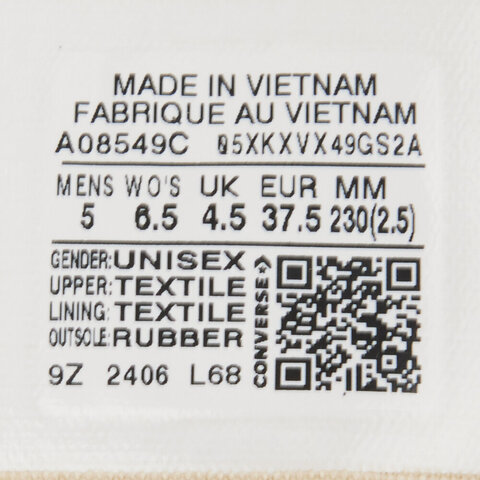 MADE IN VIETNAM
FABRIQUE AU VIETNAM
A08549C 05XKXVX49GS2A
MENS WO'S UK EUR MM
5 6.5 4.5 37.5 230(2.5)
GENDER: UNISEX
UPPER: TEXTILE
LINING: TEXTILE
OUTSOLE: RUBBER
9Z 2406 L68
CONVERSE